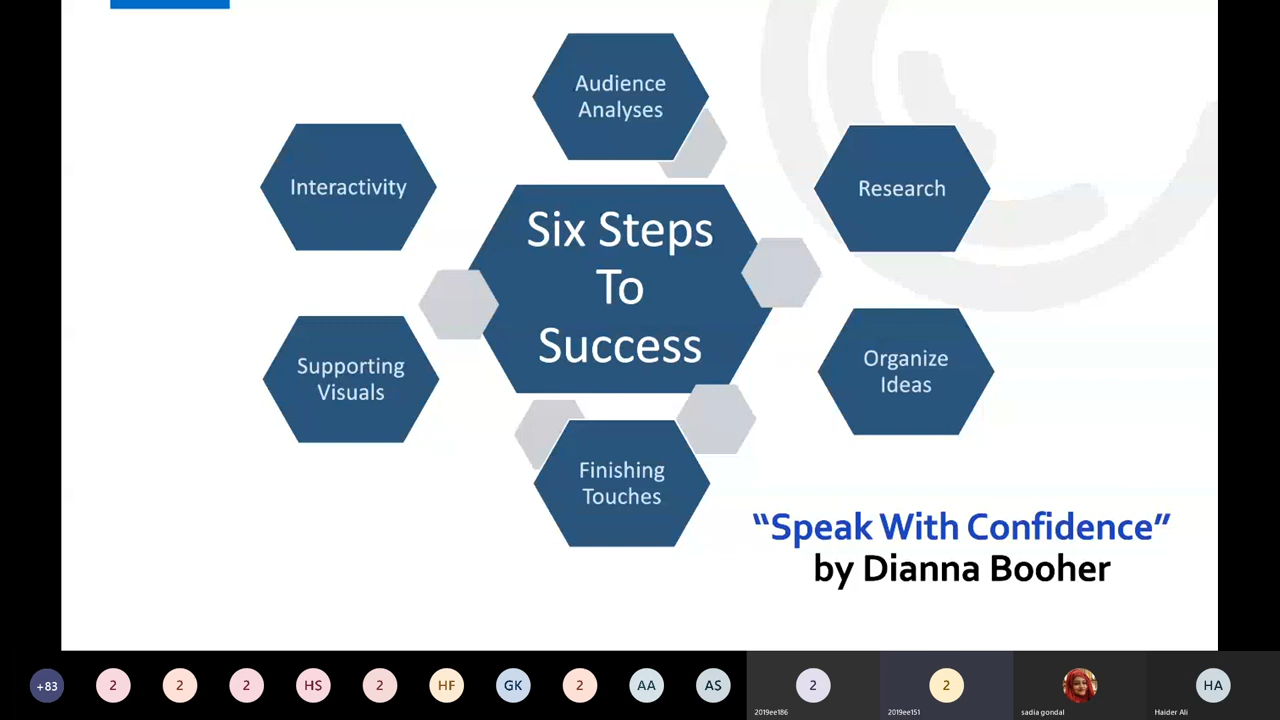 Audience
Analyses
Interactivity
Research
Six Steps
To
Success
Supporting
Visuals
Organize
Ideas
Finishing
Touches
“Speak With Confidence”
by Dianna Booher
+83
2
2
2
HS
2
HF
GK
2
AA
AS
2
2019ee186
2
2019ee151
sadia gondal
HA
Haider Ali